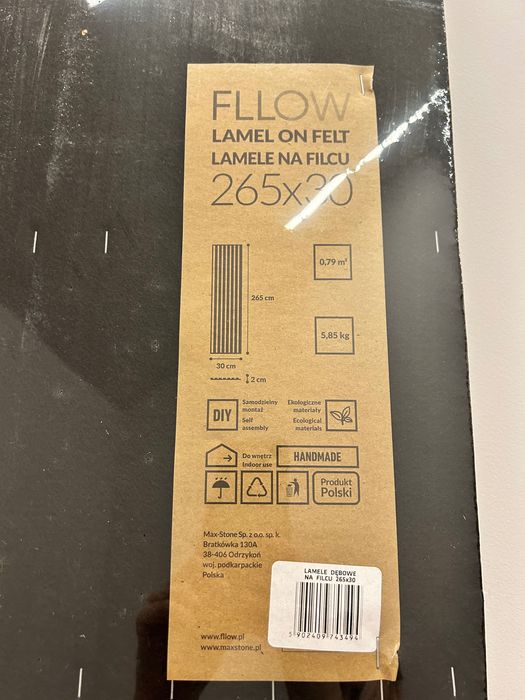 FLLOW
LAMEL ON FELT
LAMELE NA FILCU
265x30
0,79 m²
265 cm
5,85 kg
30 cm
2 cm
DIY
Samodzielny
montaż
Self
assembly
Ekologiczne
materiały
Ecological
materials
Do wnętrz
Indoor use
HANDMADE
Produkt
Polski
Max-Stone Sp. z o.o. sp. k.
Bratkówka 130A
38-406 Odrzykoń
woj. podkarpackie
Polska
LAMELE DĘBOWE
NA FILCU 265x30
5 902409 743494
www.fllow.pl
www.maxstone.pl